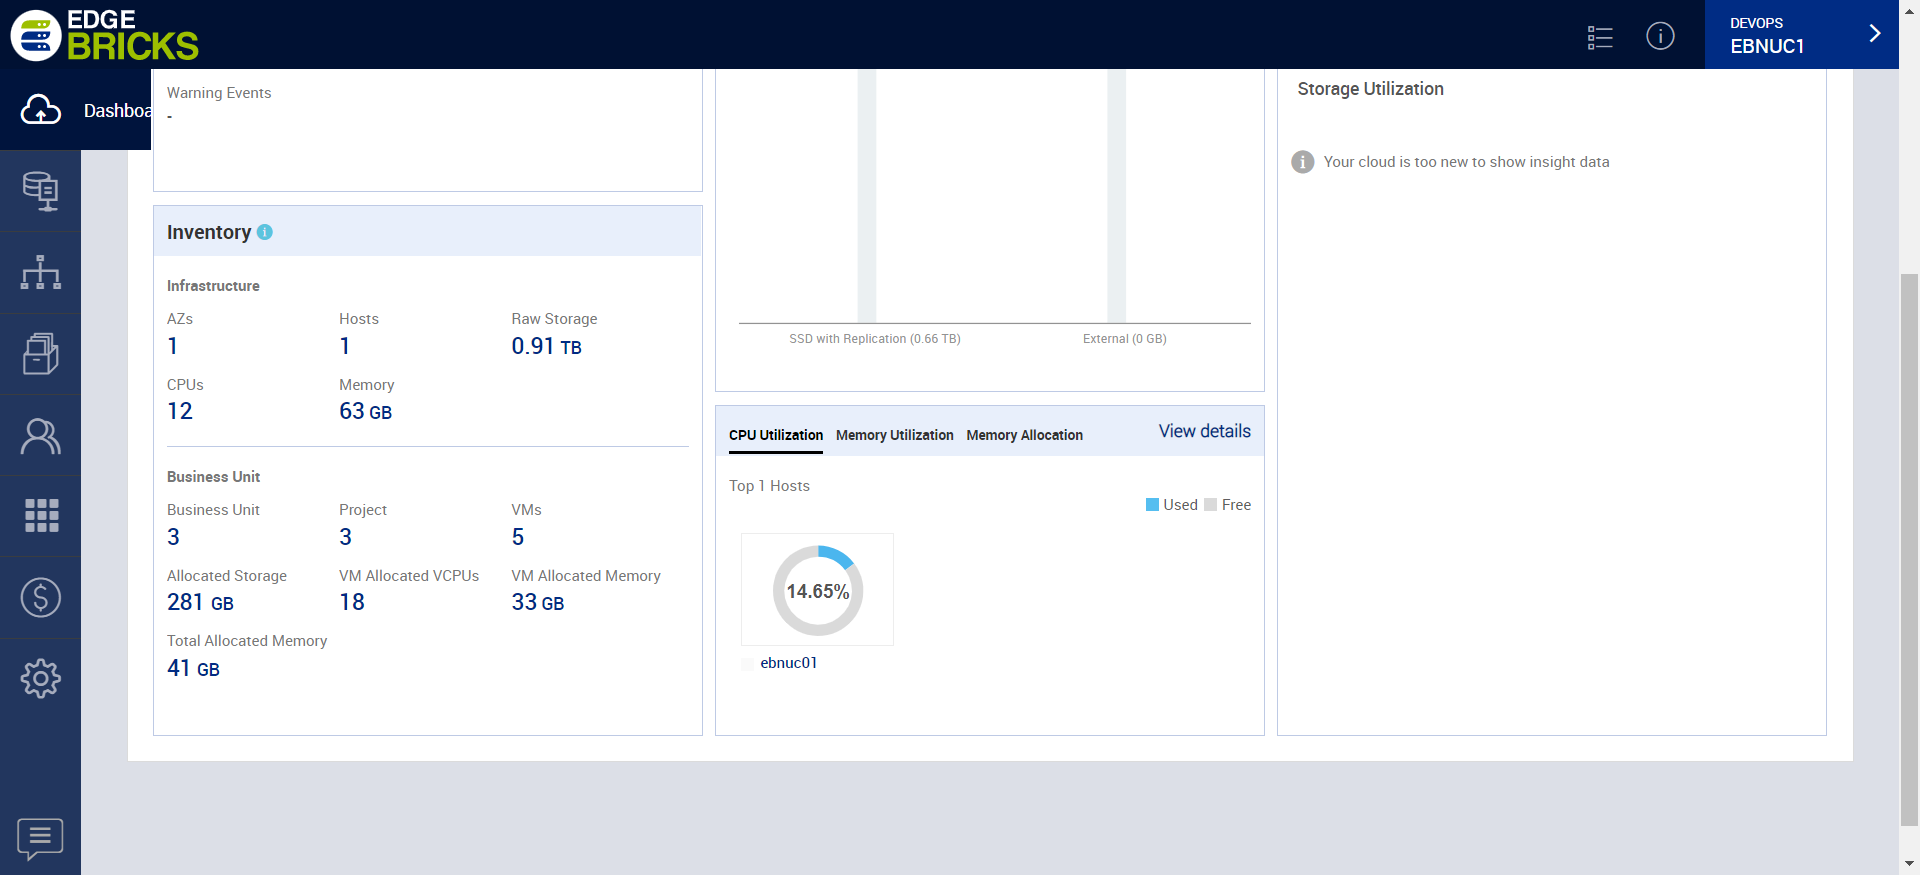 EDGE
BRICKS
DEVOPS
EBNUC1
Dashboa
Warning Events
-
Inventory
Infrastructure
AZs Hosts Raw Storage
1 1 0.91 TB
CPUs Memory
12 63 GB
Business Unit
Business Unit Project VMs
3 3 5
Allocated Storage VM Allocated VCPUs VM Allocated Memory
281 GB 18 33 GB
Total Allocated Memory
41 GB
SSD with Replication (0.66 TB) External (0 GB)
CPU Utilization Memory Utilization Memory Allocation View details
Top 1 Hosts
Used Free
14.65%
ebnuc01
Storage Utilization
Your cloud is too new to show insight data